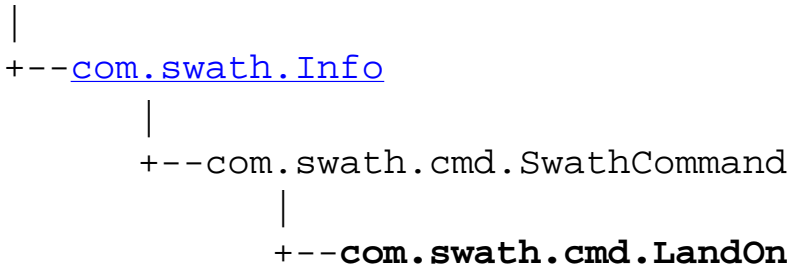 |
+--com.swath.Info
|
+--com.swath.cmd.SwathCommand
|
+--com.swath.cmd.LandOn